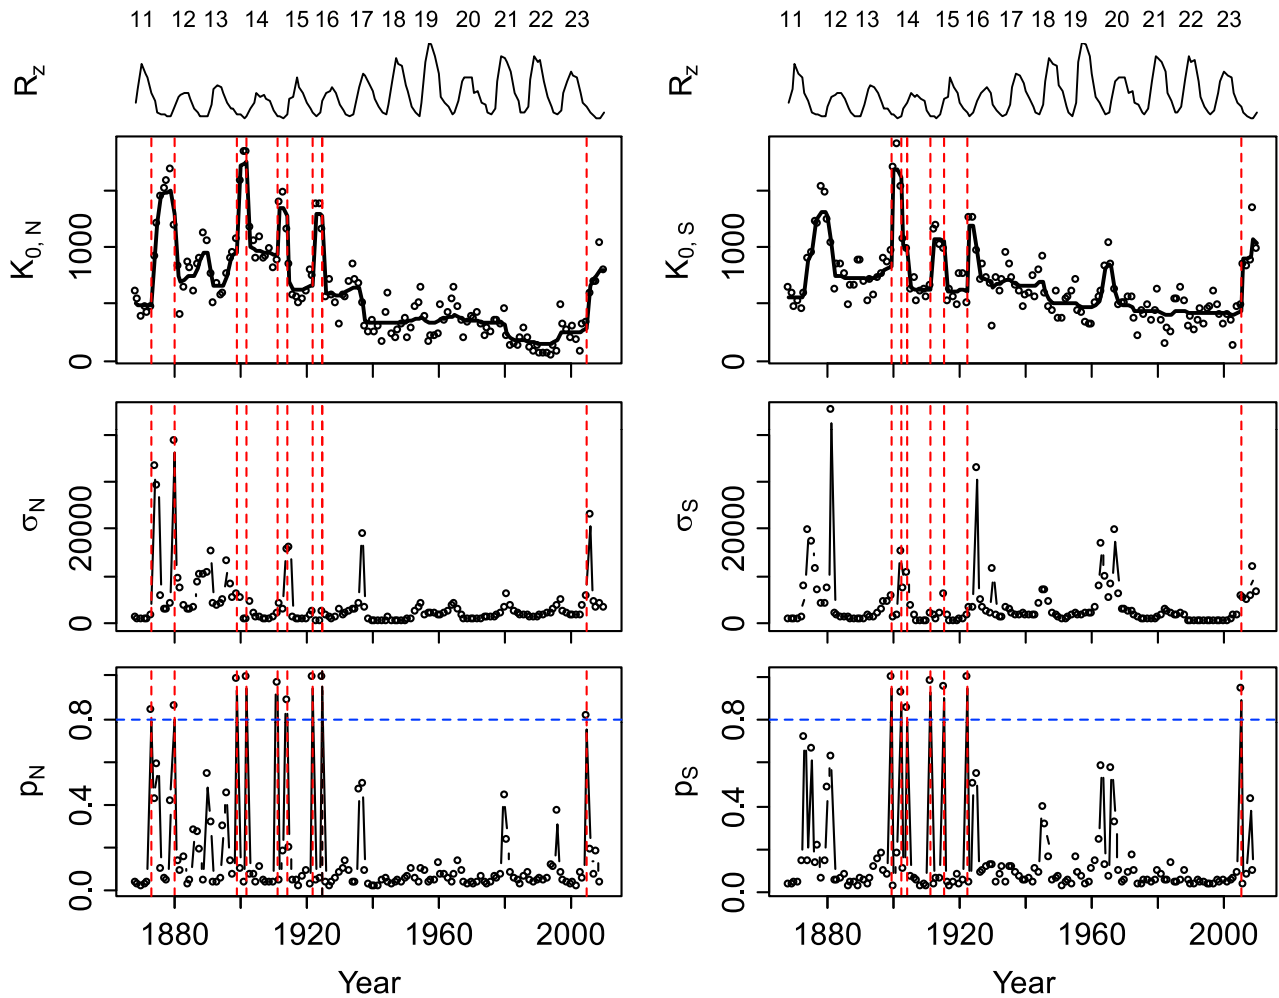 11 12 13 14 15 16 17 18 19 20 21 22 23
R_z
K_0, N
0 1000
σ_N
0 20000
p_N
0.0 0.4 0.8
1880 1920 1960 2000
Year
11 12 13 14 15 16 17 18 19 20 21 22 23
R_z
K_0, S
0 1000
σ_S
0 20000
p_S
0.0 0.4 0.8
1880 1920 1960 2000
Year